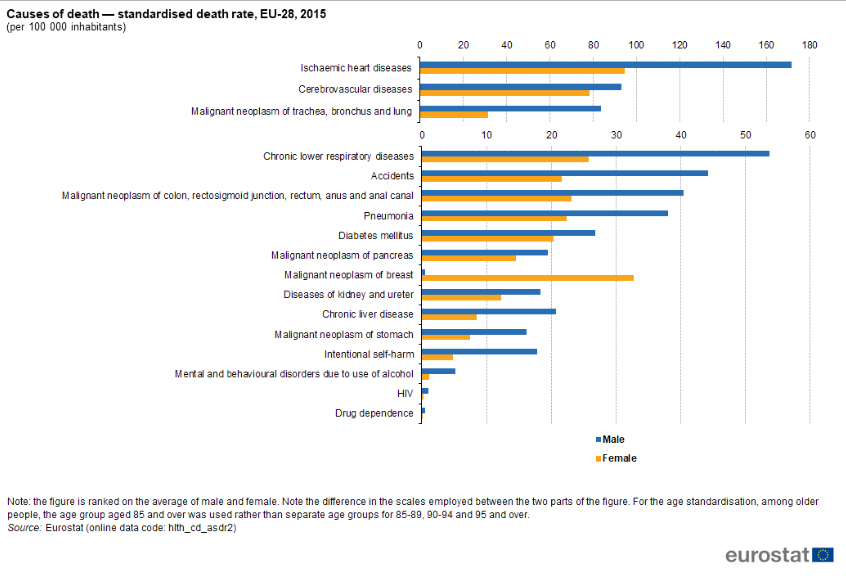 Causes of death — standardised death rate, EU-28, 2015
(per 100 000 inhabitants)
0 20 40 60 80 100 120 140 160 180
Ischaemic heart diseases
Cerebrovascular diseases
Malignant neoplasm of trachea, bronchus and lung
0 10 20 30 40 50 60
Chronic lower respiratory diseases
Accidents
Malignant neoplasm of colon, rectosigmoid junction, rectum, anus and anal canal
Pneumonia
Diabetes mellitus
Malignant neoplasm of pancreas
Malignant neoplasm of breast
Diseases of kidney and ureter
Chronic liver disease
Malignant neoplasm of stomach
Intentional self-harm
Mental and behavioural disorders due to use of alcohol
HIV
Drug dependence
Male
Female
Note: the figure is ranked on the average of male and female. Note the difference in the scales employed between the two parts of the figure. For the age standardisation, among older
people, the age group aged 85 and over was used rather than separate age groups for 85-89, 90-94 and 95 and over.
Source: Eurostat (online data code: hlth_cd_asdr2)
eurostat